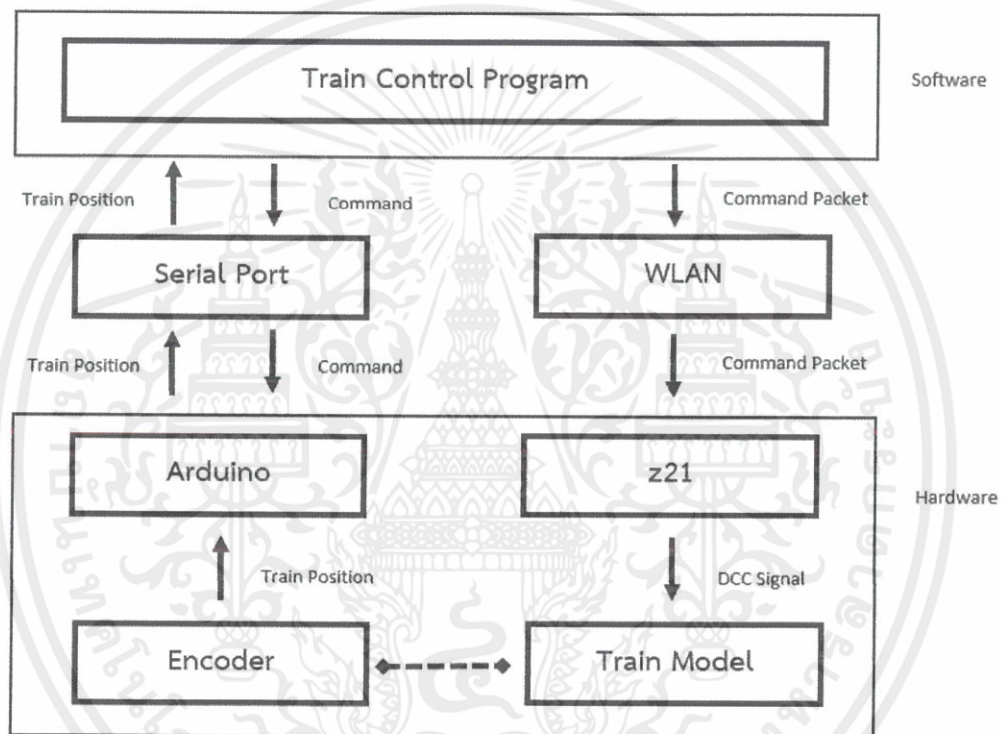 Train Control Program
Software
Train Position
Command
Command Packet
Serial Port
WLAN
Train Position
Command
Command Packet
Arduino
z21
Hardware
Train Position
DCC Signal
Encoder
Train Model